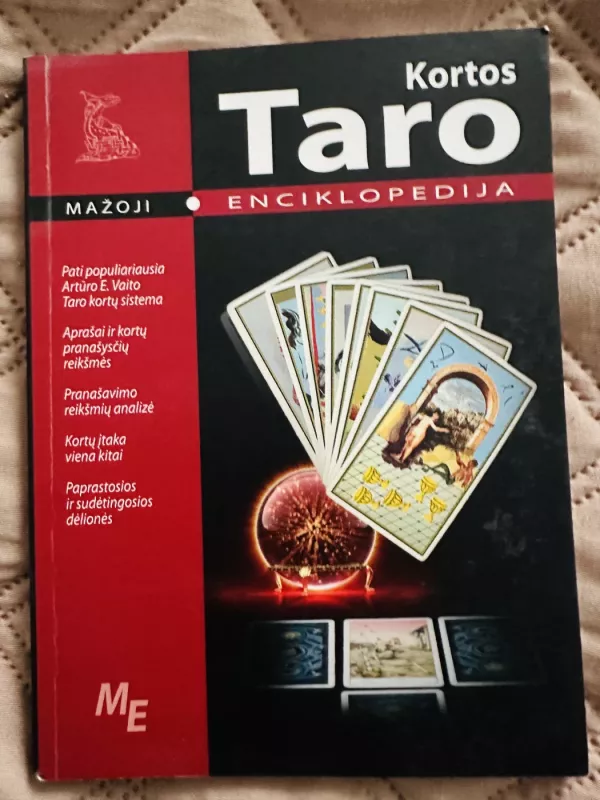 Kortos
Taro
MAŽOJI
ENCIKLOPEDIJA
Pati populiariausia
Artūro E. Vaito
Taro kortų sistema
Aprašai ir kortų
pranašysčių
reikšmės
Pranašavimo
reikšmių analizė
Kortų įtaka
viena kitai
Paprastosios
ir sudėtingosios
dėlionės
ME